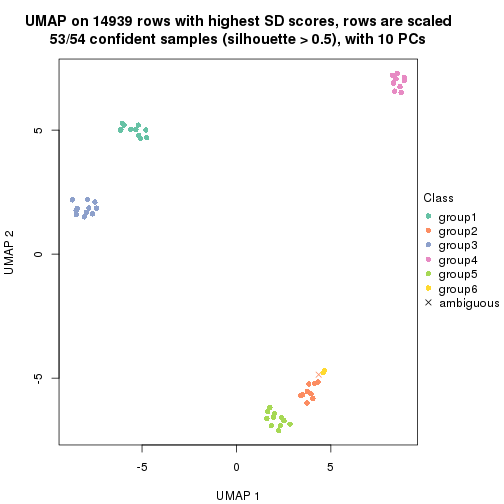 UMAP on 14939 rows with highest SD scores, rows are scaled
53/54 confident samples (silhouette > 0.5), with 10 PCs
5
0
-5
UMAP 2
-5
0
5
UMAP 1
Class
group1
group2
group3
group4
group5
group6
ambiguous